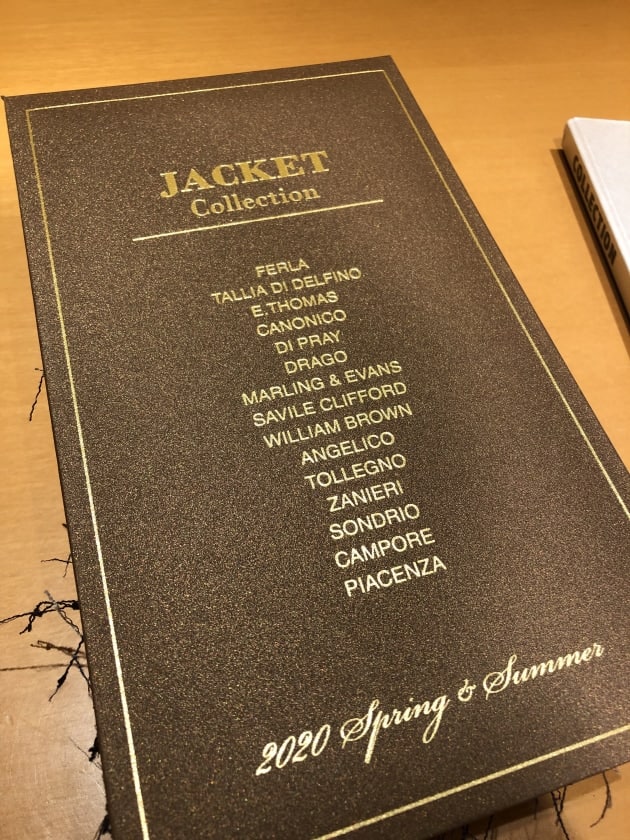 JACKET
Collection
FERLA
TALLIA DI DELFINO
E.THOMAS
CANONICO
DI PRAY
DRAGO
MARLING & EVANS
SAVILE CLIFFORD
WILLIAM BROWN
ANGELICO
TOLLEGNO
ZANIERI
SONDRIO
CAMPORE
PIACENZA
2020 Spring & Summer
COLLECTION